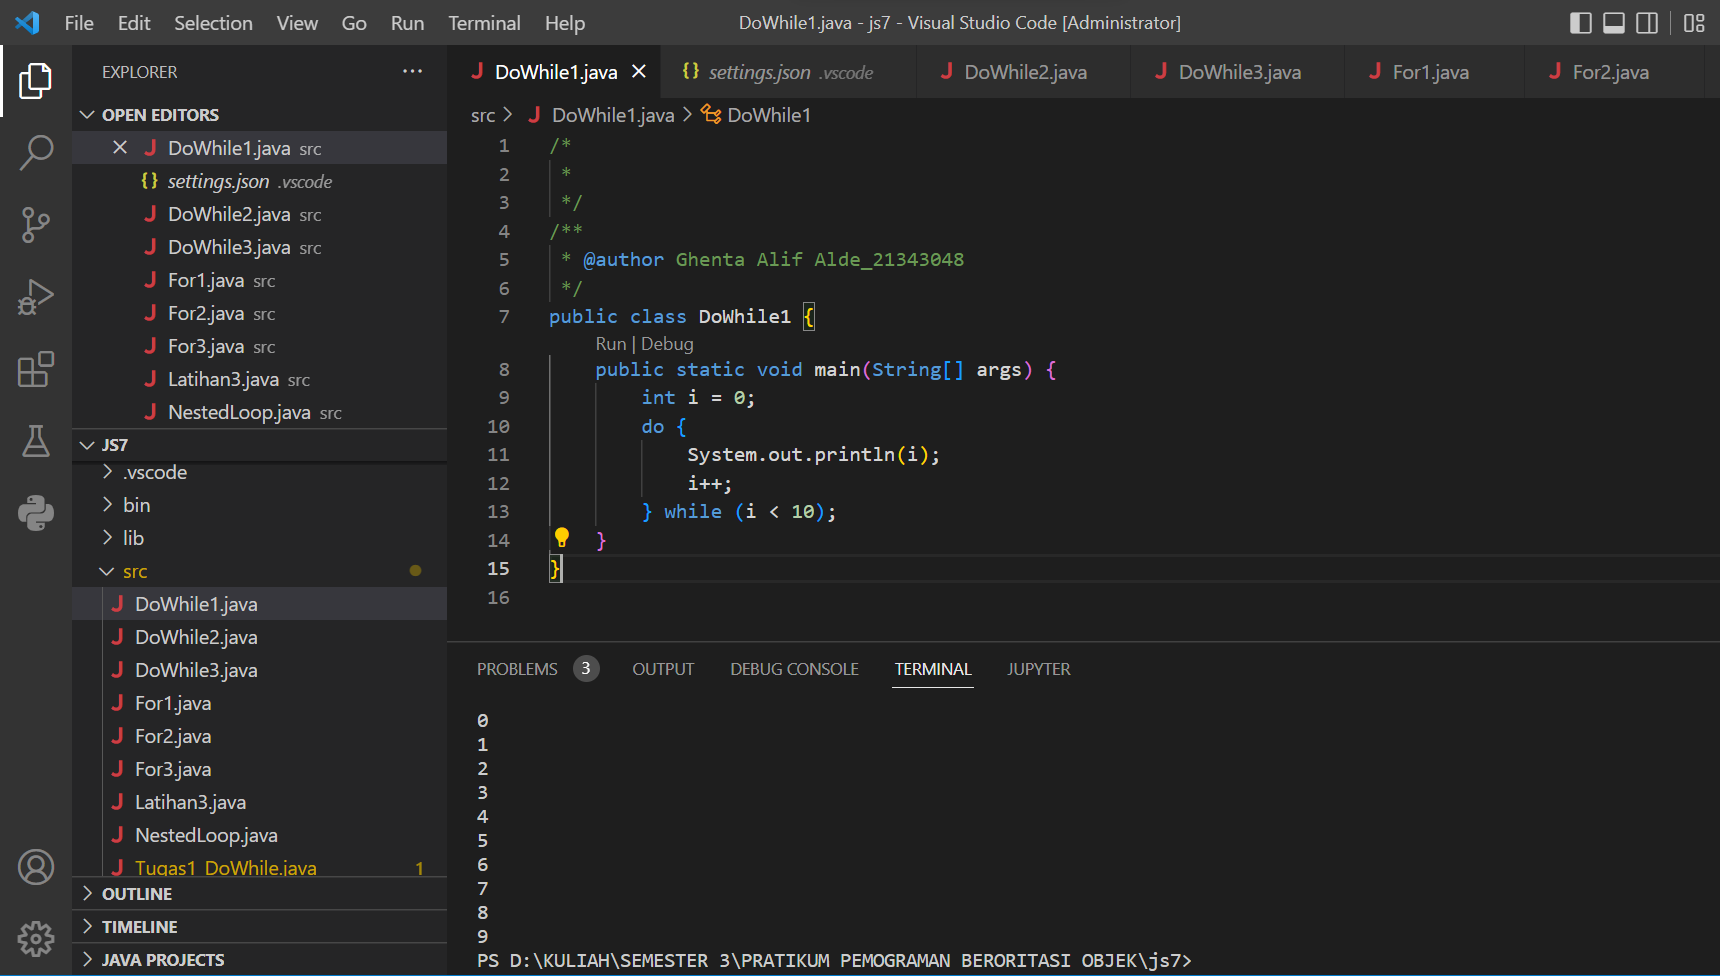 File Edit Selection View Go Run Terminal Help
DoWhile1.java - js7 - Visual Studio Code [Administrator]
EXPLORER
OPEN EDITORS
DoWhile1.java src
{} settings.json .vscode
DoWhile2.java src
DoWhile3.java src
For1.java src
For2.java src
For3.java src
Latihan3.java src
NestedLoop.java src
JS7
.vscode
bin
lib
src
DoWhile1.java
DoWhile2.java
DoWhile3.java
For1.java
For2.java
For3.java
Latihan3.java
NestedLoop.java
Tugas1_DoWhile.java 1
OUTLINE
TIMELINE
JAVA PROJECTS
DoWhile1.java {} settings.json .vscode DoWhile2.java DoWhile3.java For1.java For2.java
src > DoWhile1.java > DoWhile1
1 /*
2 *
3 */
4 /**
5 * @author Ghenta Alif Alde_21343048
6 */
7 public class DoWhile1 {
Run | Debug
8 public static void main(String[] args) {
9 int i = 0;
10 do {
11 System.out.println(i);
12 i++;
13 } while (i < 10);
14 }
15 }
16
PROBLEMS 3 OUTPUT DEBUG CONSOLE TERMINAL JUPYTER
0
1
2
3
4
5
6
7
8
9
PS D:\KULIAH\SEMESTER 3\PRATIKUM PEMOGRAMAN BERORITASI OBJEK\js7>